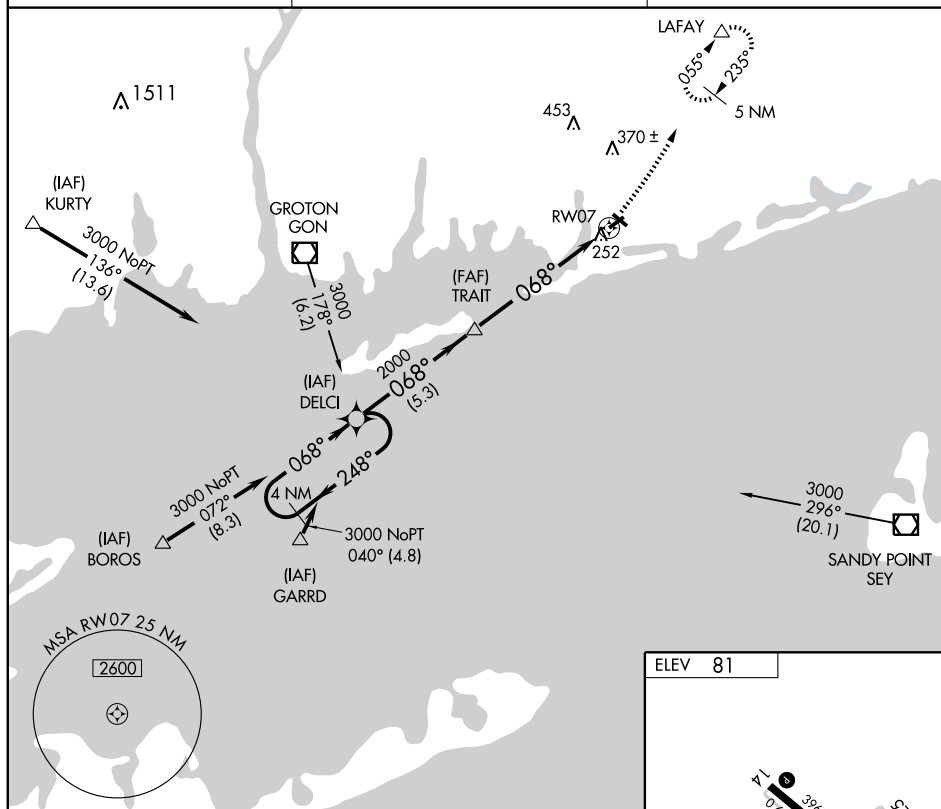 LAFAY
055°
235°
5 NM
1511
453
370 ±
(IAF)
KURTY
3000 NoPT
136°
(13.6)
GROTON
GON
3000
178°
(6.2)
RW07
252
(FAF)
TRAIT
068°
2000
068°
(5.3)
(IAF)
DELCI
068°
248°
4 NM
3000 NoPT
072°
(8.3)
3000 NoPT
040° (4.8)
(IAF)
BOROS
(IAF)
GARRD
3000
296°
(20.1)
SANDY POINT
SEY
MSA RW07 25 NM
2600
ELEV 81
14
P